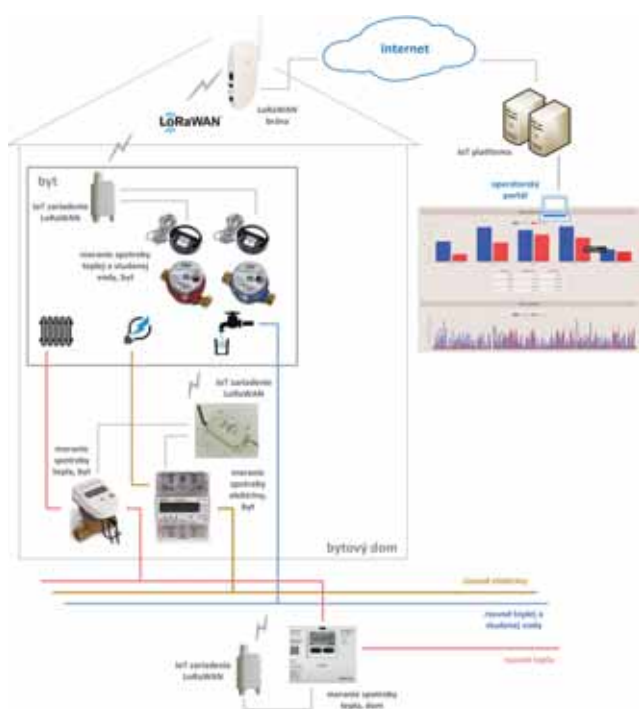 internet
LoRaWAN
LoRaWAN
brána
IoT platforma
operátorský
portál
byt
IoT zariadenie
LoRaWAN
meranie spotreby
teplej a studenej
vody, byt
IoT zariadenie
LoRaWAN
meranie
spotreby
tepla, byt
meranie
spotreby
elektriny,
byt
bytový dom
rozvod elektriny
rozvod teplej a
studenej vody
rozvod tepla
IoT zariadenie
LoRaWAN
meranie spotreby
tepla, dom